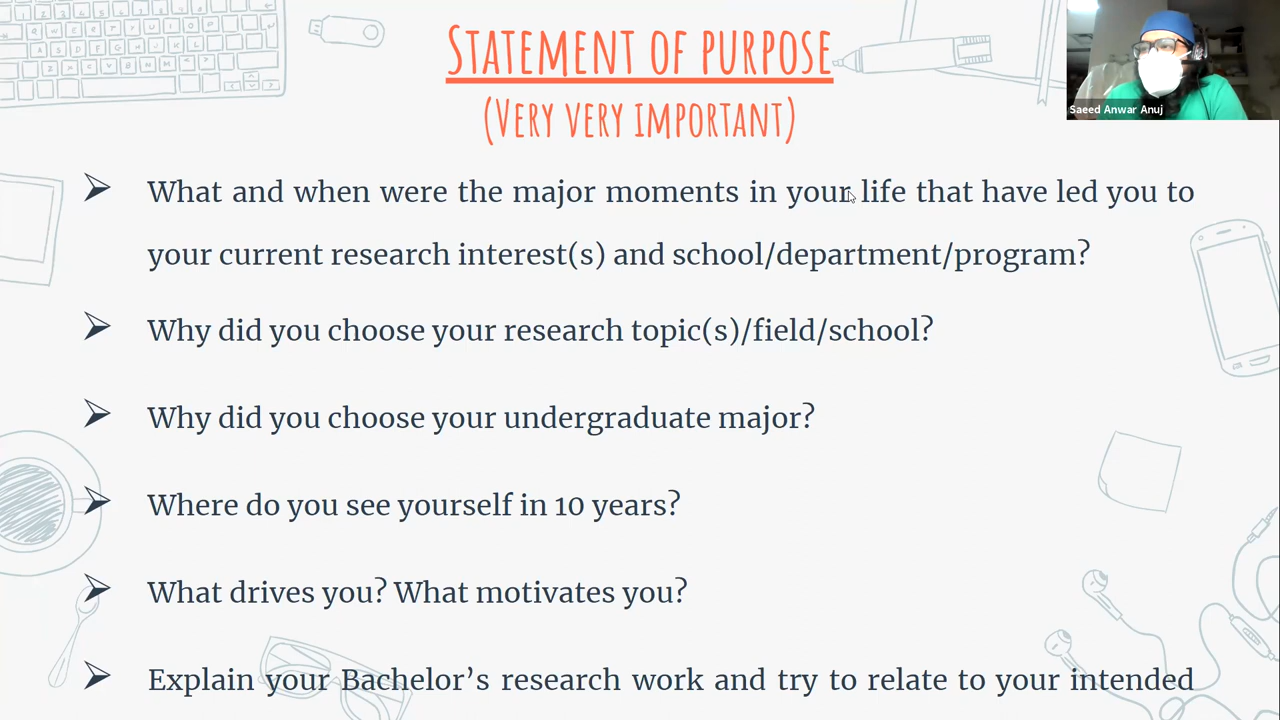 STATEMENT OF PURPOSE
(VERY VERY IMPORTANT)
Saeed Anwar Anuj
➢ What and when were the major moments in your life that have led you to
your current research interest(s) and school/department/program?
➢ Why did you choose your research topic(s)/field/school?
➢ Why did you choose your undergraduate major?
➢ Where do you see yourself in 10 years?
➢ What drives you? What motivates you?
➢ Explain your Bachelor’s research work and try to relate to your intended